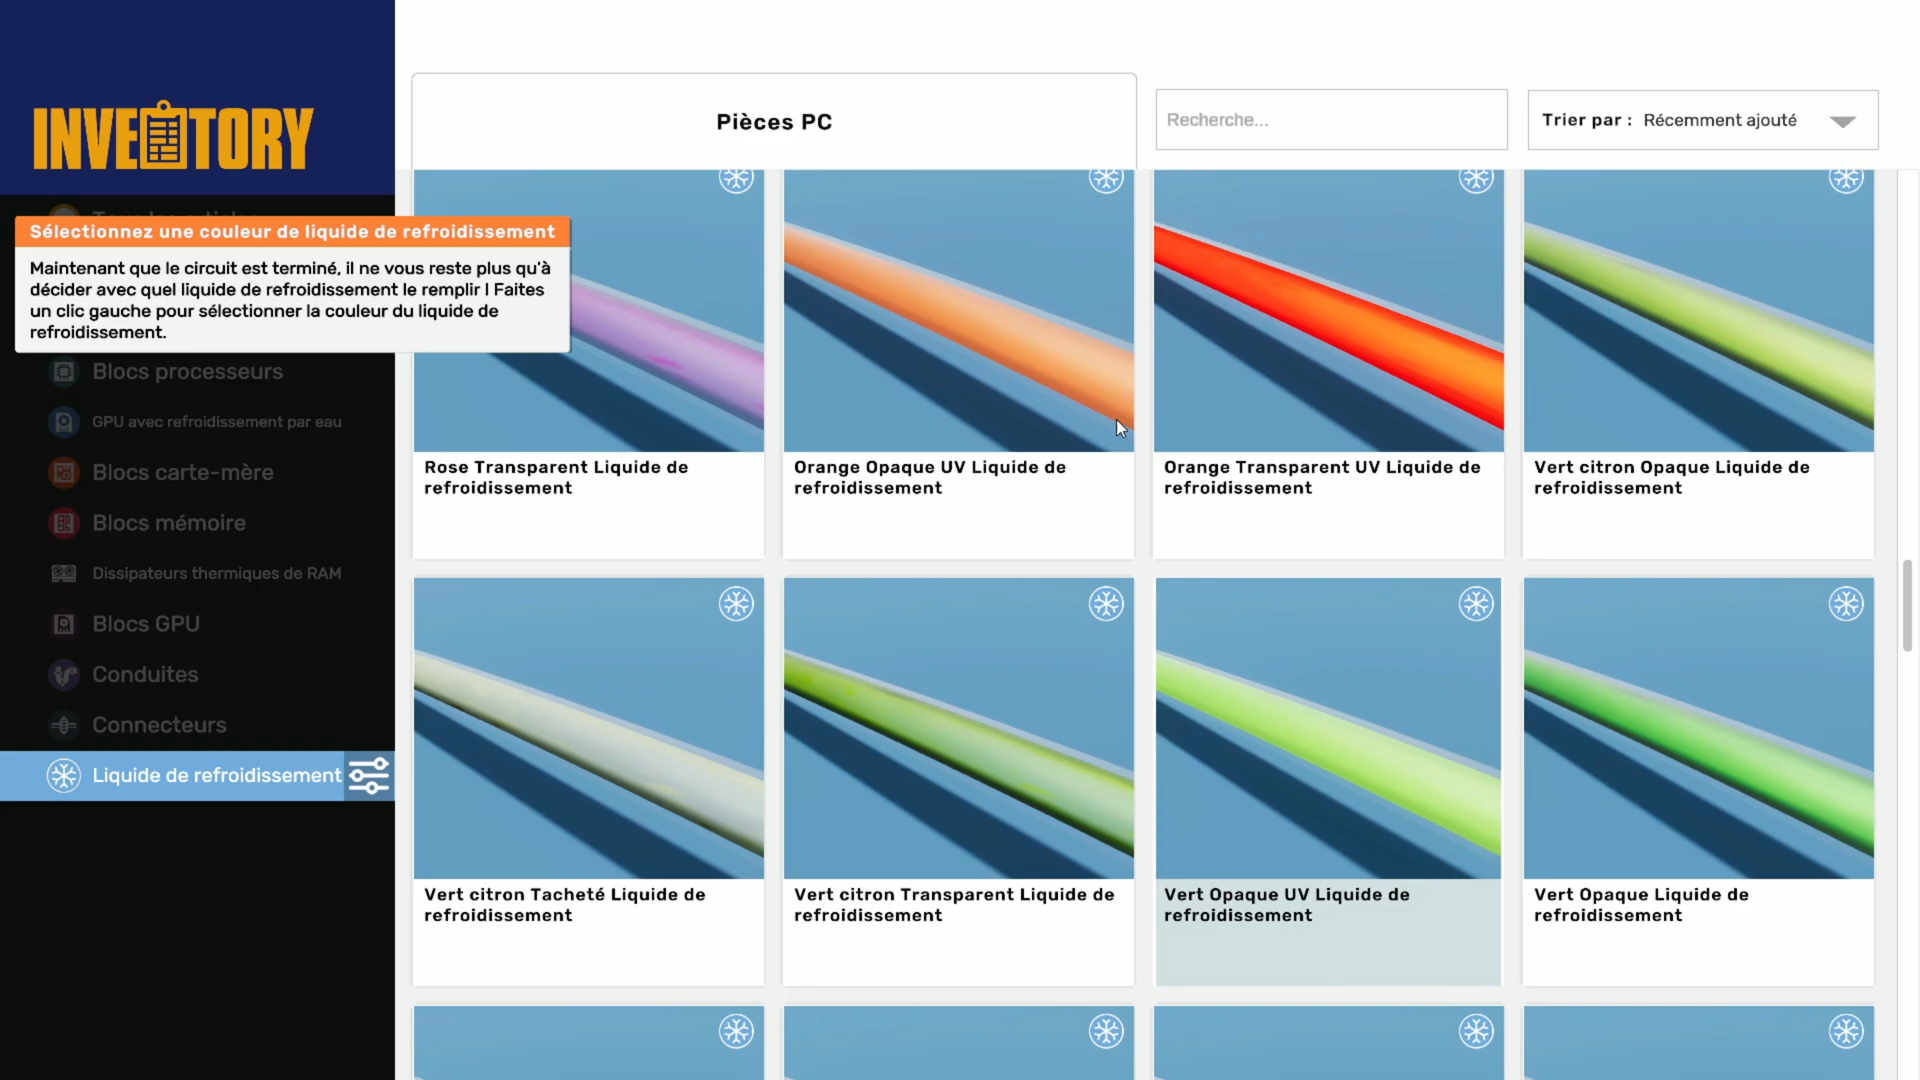 INVENTORY
Pièces PC
Recherche...
Trier par : Récemment ajouté
Sélectionnez une couleur de liquide de refroidissement
Maintenant que le circuit est terminé, il ne vous reste plus qu'à
décider avec quel liquide de refroidissement le remplir ! Faites
un clic gauche pour sélectionner la couleur du liquide de
refroidissement.
Blocs processeurs
GPU avec refroidissement par eau
Blocs carte-mère
Blocs mémoire
Dissipateurs thermiques de RAM
Blocs GPU
Conduites
Connecteurs
Liquide de refroidissement
Rose Transparent Liquide de
refroidissement
Orange Opaque UV Liquide de
refroidissement
Orange Transparent UV Liquide de
refroidissement
Vert citron Opaque Liquide de
refroidissement
Vert citron Tacheté Liquide de
refroidissement
Vert citron Transparent Liquide de
refroidissement
Vert Opaque UV Liquide de
refroidissement
Vert Opaque Liquide de
refroidissement